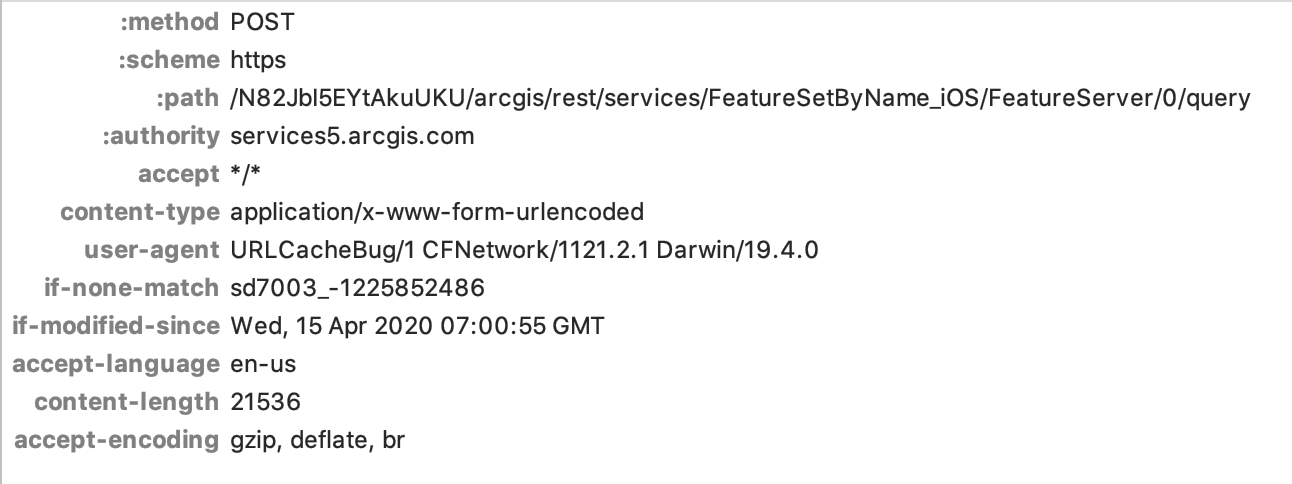 :method POST
:scheme https
:path /N82JbI5EYtAkuUKU/arcgis/rest/services/FeatureSetByName_iOS/FeatureServer/0/query
:authority services5.arcgis.com
accept */*
content-type application/x-www-form-urlencoded
user-agent URLCacheBug/1 CFNetwork/1121.2.1 Darwin/19.4.0
if-none-match sd7003_-1225852486
if-modified-since Wed, 15 Apr 2020 07:00:55 GMT
accept-language en-us
content-length 21536
accept-encoding gzip, deflate, br